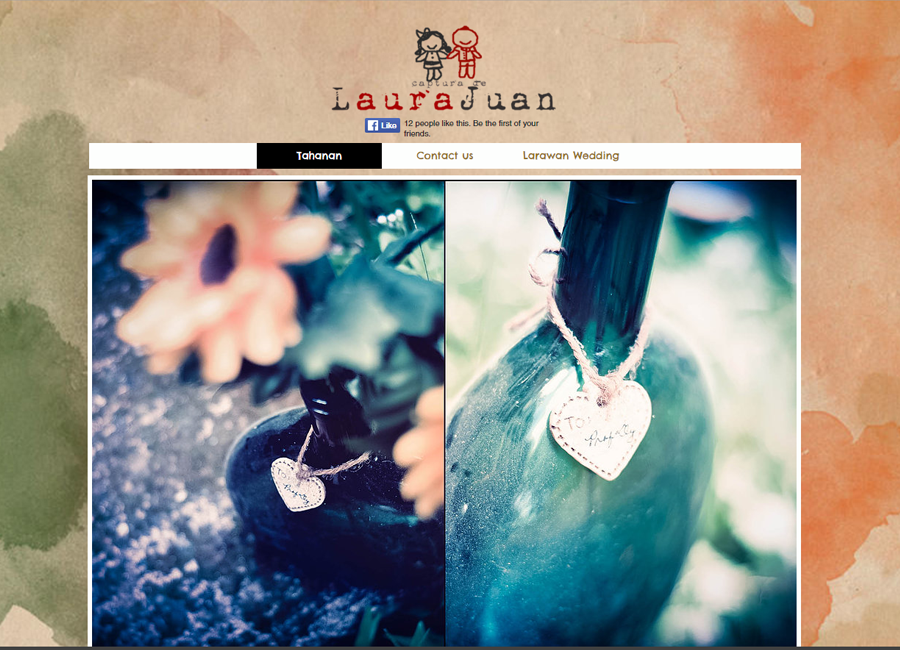 captura de
LauraJuan
Like 12 people like this. Be the first of your
friends.
Tahanan Contact us Larawan Wedding
TO: